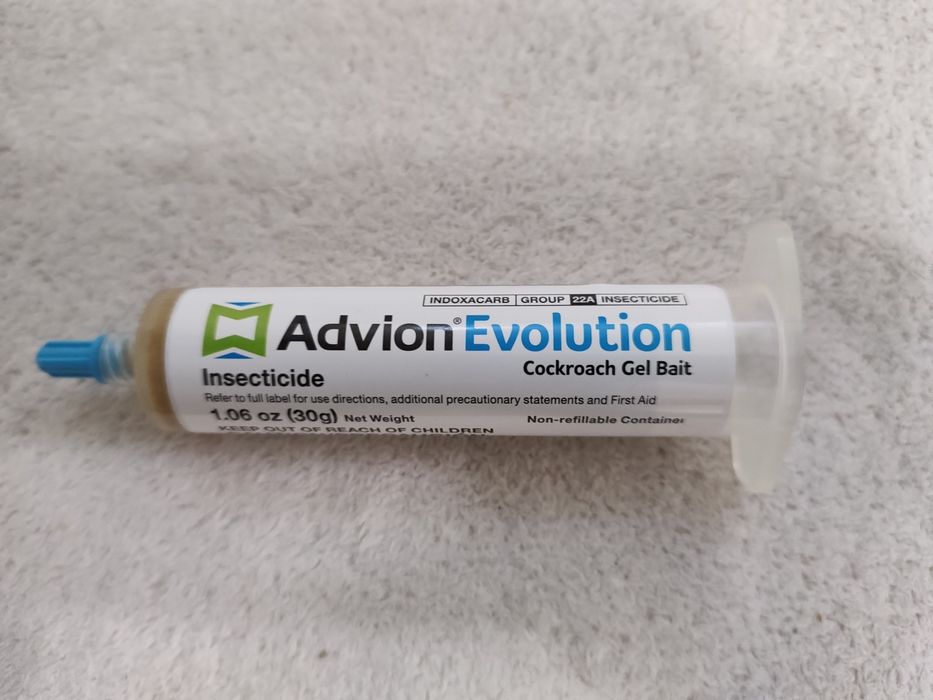 INDOXACARB GROUP 22A INSECTICIDE
Advion® Evolution
Cockroach Gel Bait
Insecticide
Refer to full label for use directions, additional precautionary statements and First Aid
1.06 oz (30g) Net Weight Non-refillable Container
KEEP OUT OF REACH OF CHILDREN